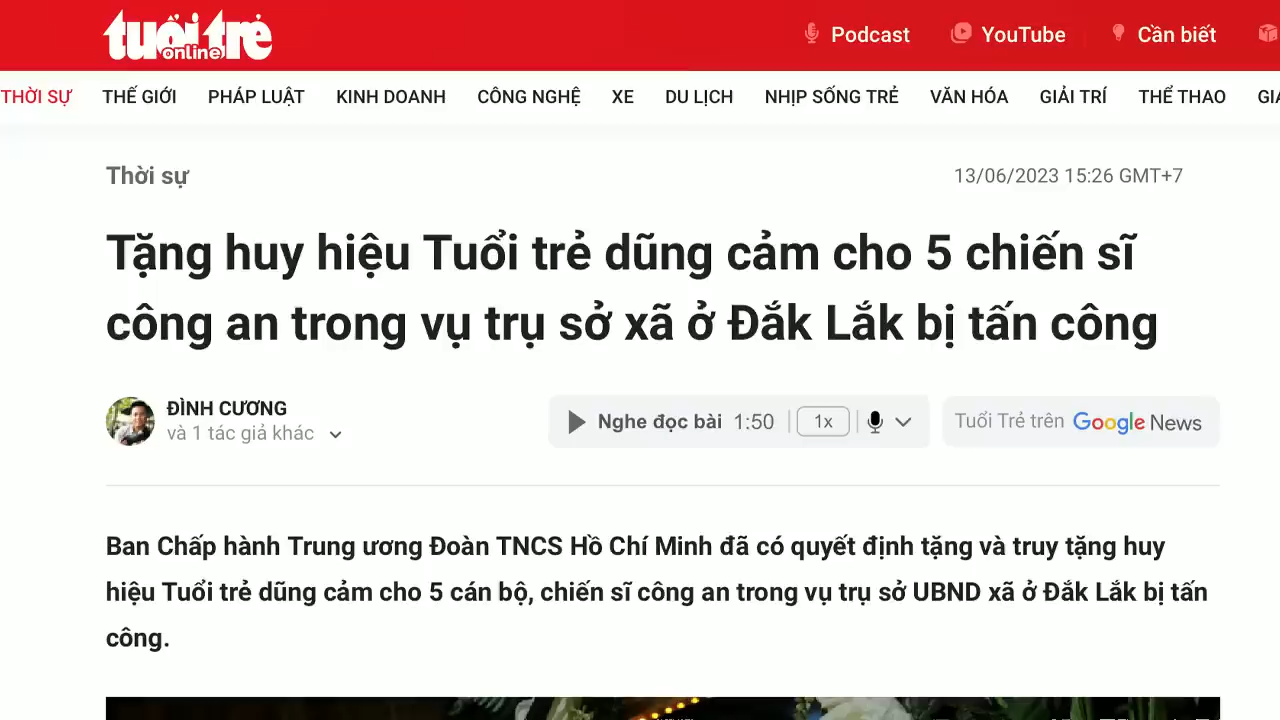 tuổi trẻ online
Podcast YouTube Cần biết
THỜI SỰ THẾ GIỚI PHÁP LUẬT KINH DOANH CÔNG NGHỆ XE DU LỊCH NHỊP SỐNG TRẺ VĂN HÓA GIẢI TRÍ THỂ THAO
Thời sự 13/06/2023 15:26 GMT+7
Tặng huy hiệu Tuổi trẻ dũng cảm cho 5 chiến sĩ
công an trong vụ trụ sở xã ở Đắk Lắk bị tấn công
ĐÌNH CƯƠNG
và 1 tác giả khác
Nghe đọc bài 1:50 1x Tuổi Trẻ trên Google News
Ban Chấp hành Trung ương Đoàn TNCS Hồ Chí Minh đã có quyết định tặng và truy tặng huy
hiệu Tuổi trẻ dũng cảm cho 5 cán bộ, chiến sĩ công an trong vụ trụ sở UBND xã ở Đắk Lắk bị tấn
công.